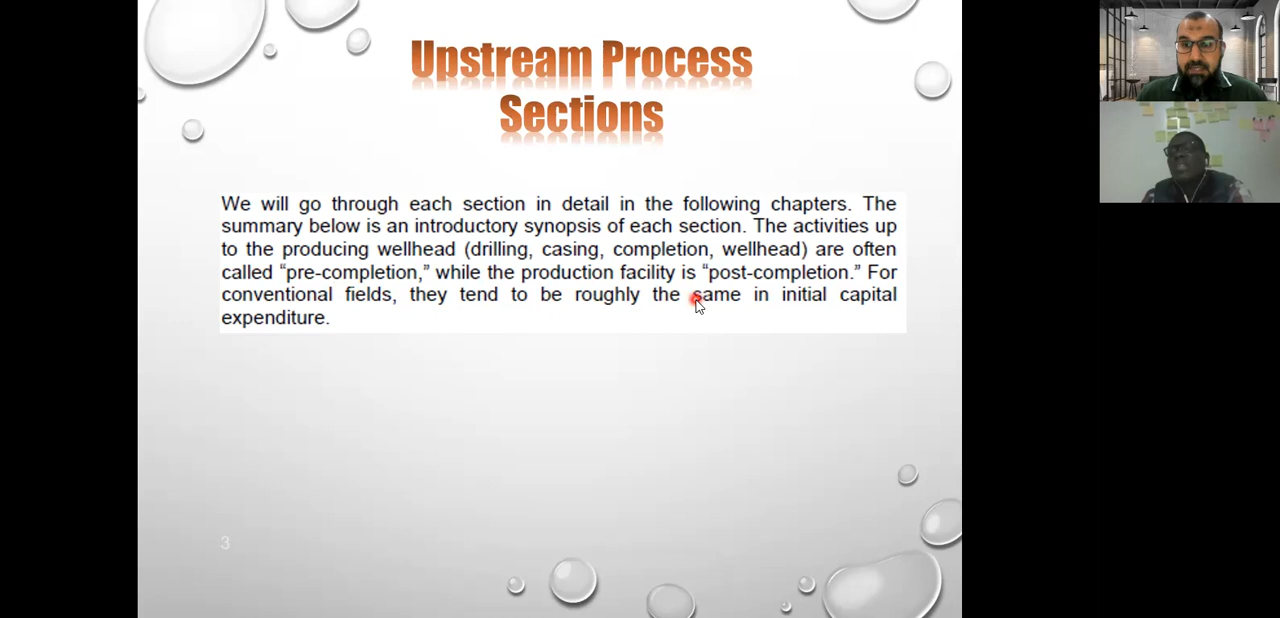 Upstream Process
Sections
We will go through each section in detail in the following chapters. The
summary below is an introductory synopsis of each section. The activities up
to the producing wellhead (drilling, casing, completion, wellhead) are often
called “pre-completion,” while the production facility is “post-completion.” For
conventional fields, they tend to be roughly the same in initial capital
expenditure.
3